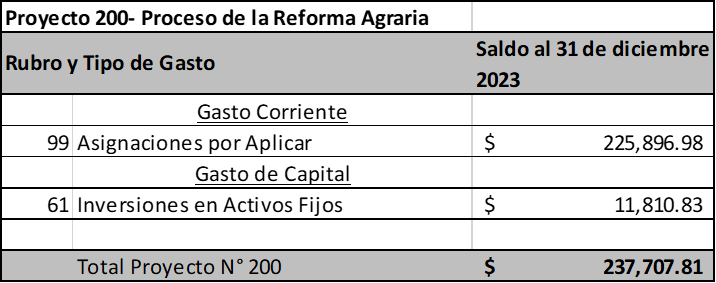 Proyecto 200- Proceso de la Reforma Agraria
Rubro y Tipo de Gasto Saldo al 31 de diciembre 2023
Gasto Corriente
99 Asignaciones por Aplicar $ 225,896.98
Gasto de Capital
61 Inversiones en Activos Fijos $ 11,810.83
Total Proyecto N° 200 $ 237,707.81